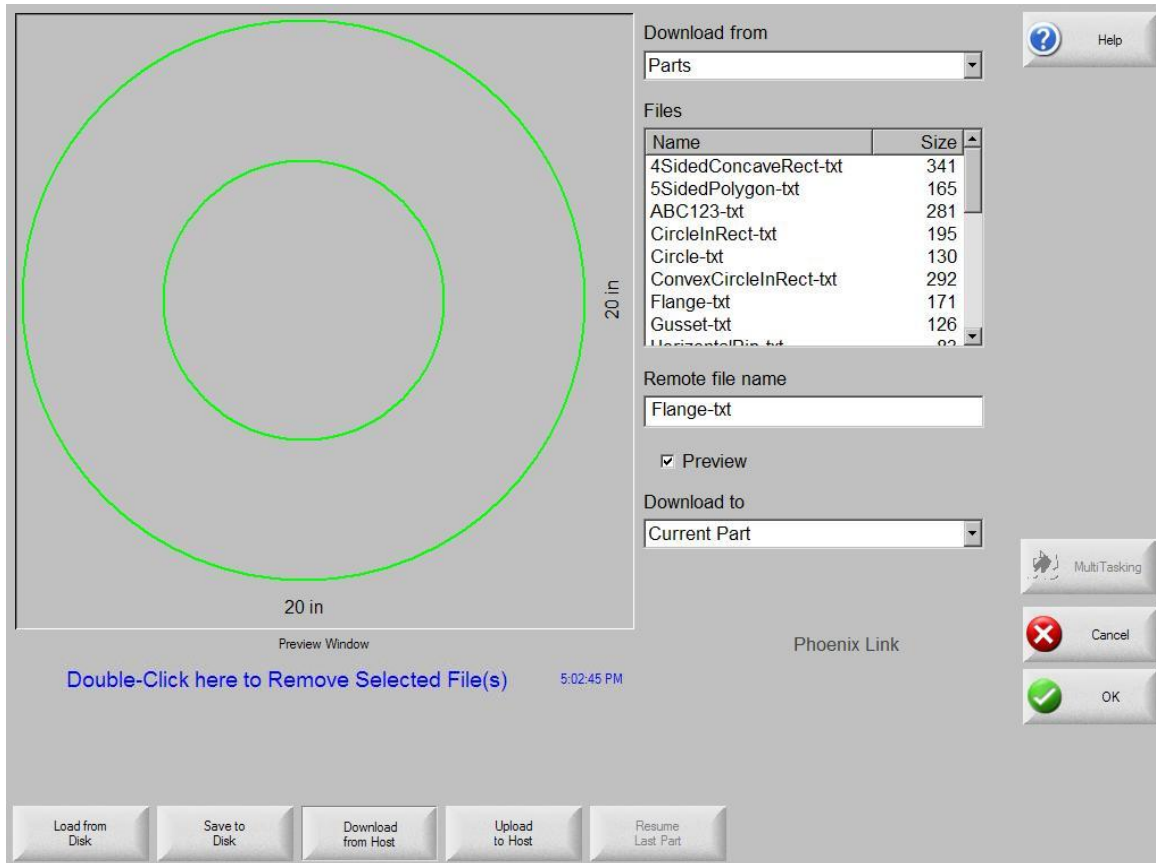 20 in
20 in
Preview Window
Double-Click here to Remove Selected File(s)
5:02:45 PM
Download from
Parts
Files
Name Size
4SidedConcaveRect-txt 341
5SidedPolygon-txt 165
ABC123-txt 281
CircleInRect-txt 195
Circle-txt 130
ConvexCircleInRect-txt 292
Flange-txt 171
Gusset-txt 126
Remote file name
Flange-txt
Preview
Download to
Current Part
Phoenix Link
Help
MultiTasking
Cancel
OK
Load from
Disk
Save to
Disk
Download
from Host
Upload
to Host
Resume
Last Part